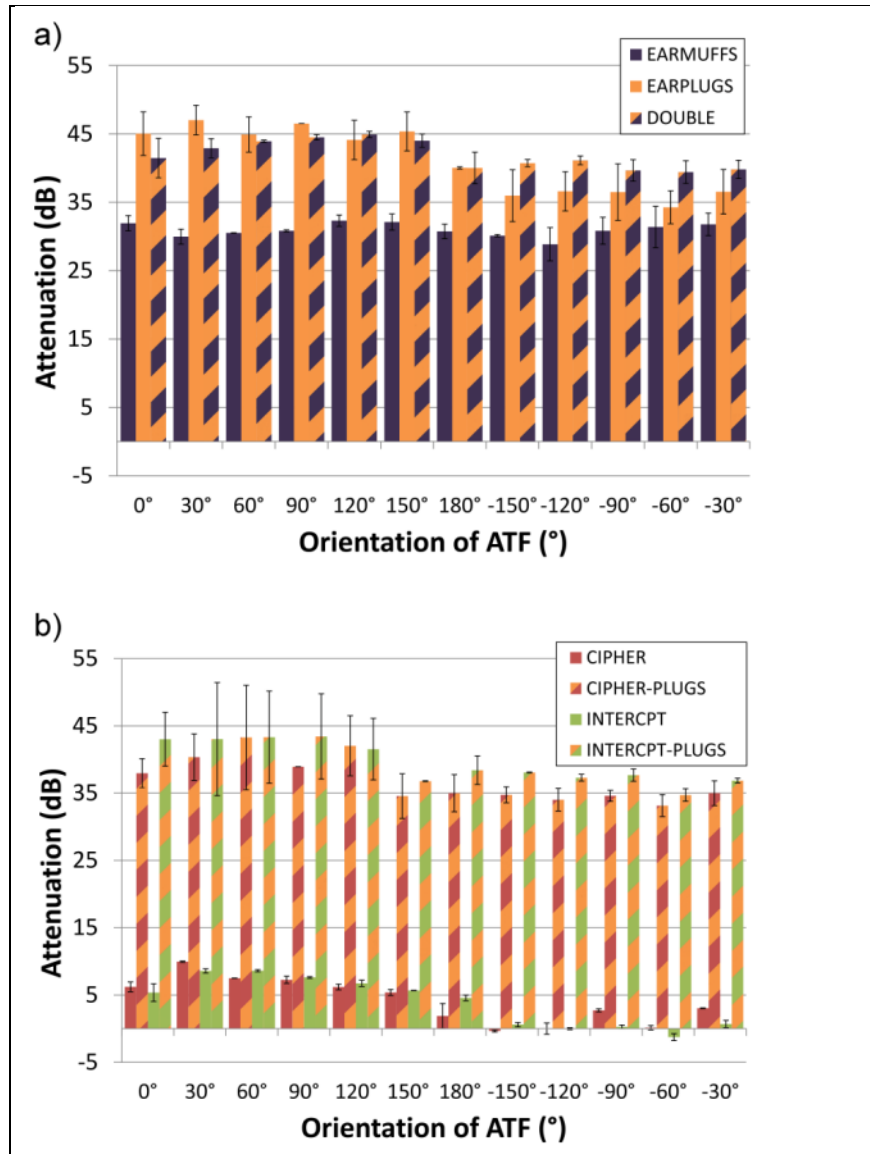 a)
55
45
35
25
15
5
-5
Attenuation (dB)
EARMUFFS
EARPLUGS
DOUBLE
0° 30° 60° 90° 120° 150° 180° -150° -120° -90° -60° -30°
Orientation of ATF (°)
b)
55
45
35
25
15
5
-5
Attenuation (dB)
CIPHER
CIPHER-PLUGS
INTERCPT
INTERCPT-PLUGS
0° 30° 60° 90° 120° 150° 180° -150° -120° -90° -60° -30°
Orientation of ATF (°)